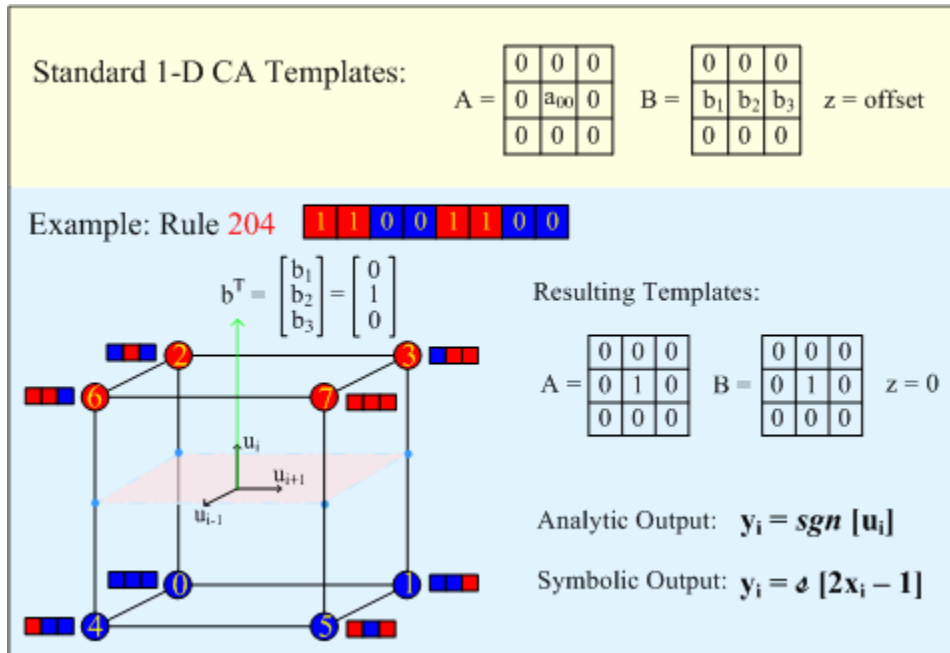 Standard 1-D CA Templates:
A =
0 0 0
0 a00 0
0 0 0
B =
0 0 0
b1 b2 b3
0 0 0
z = offset
Example: Rule 204 1 1 0 0 1 1 0 0
bT = [b1 b2 b3] = [0 1 0]
Resulting Templates:
A =
0 0 0
0 1 0
0 0 0
B =
0 0 0
0 1 0
0 0 0
z = 0
2
3
6
7
ui
ui+1
ui-1
0
1
4
5
Analytic Output: yi = sgn [ui]
Symbolic Output: yi = s [2xi – 1]